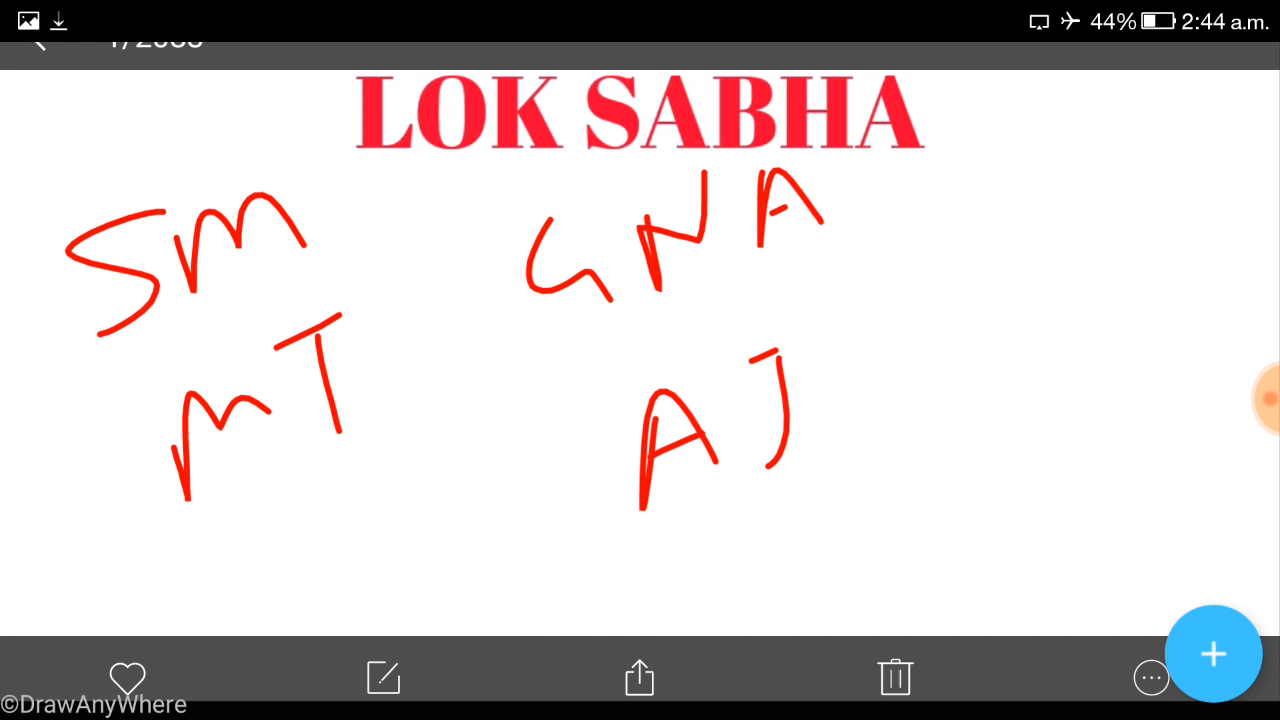 44% 2:44 a.m.
LOK SABHA
SM GNA
MT AJ
©DrawAnyWhere